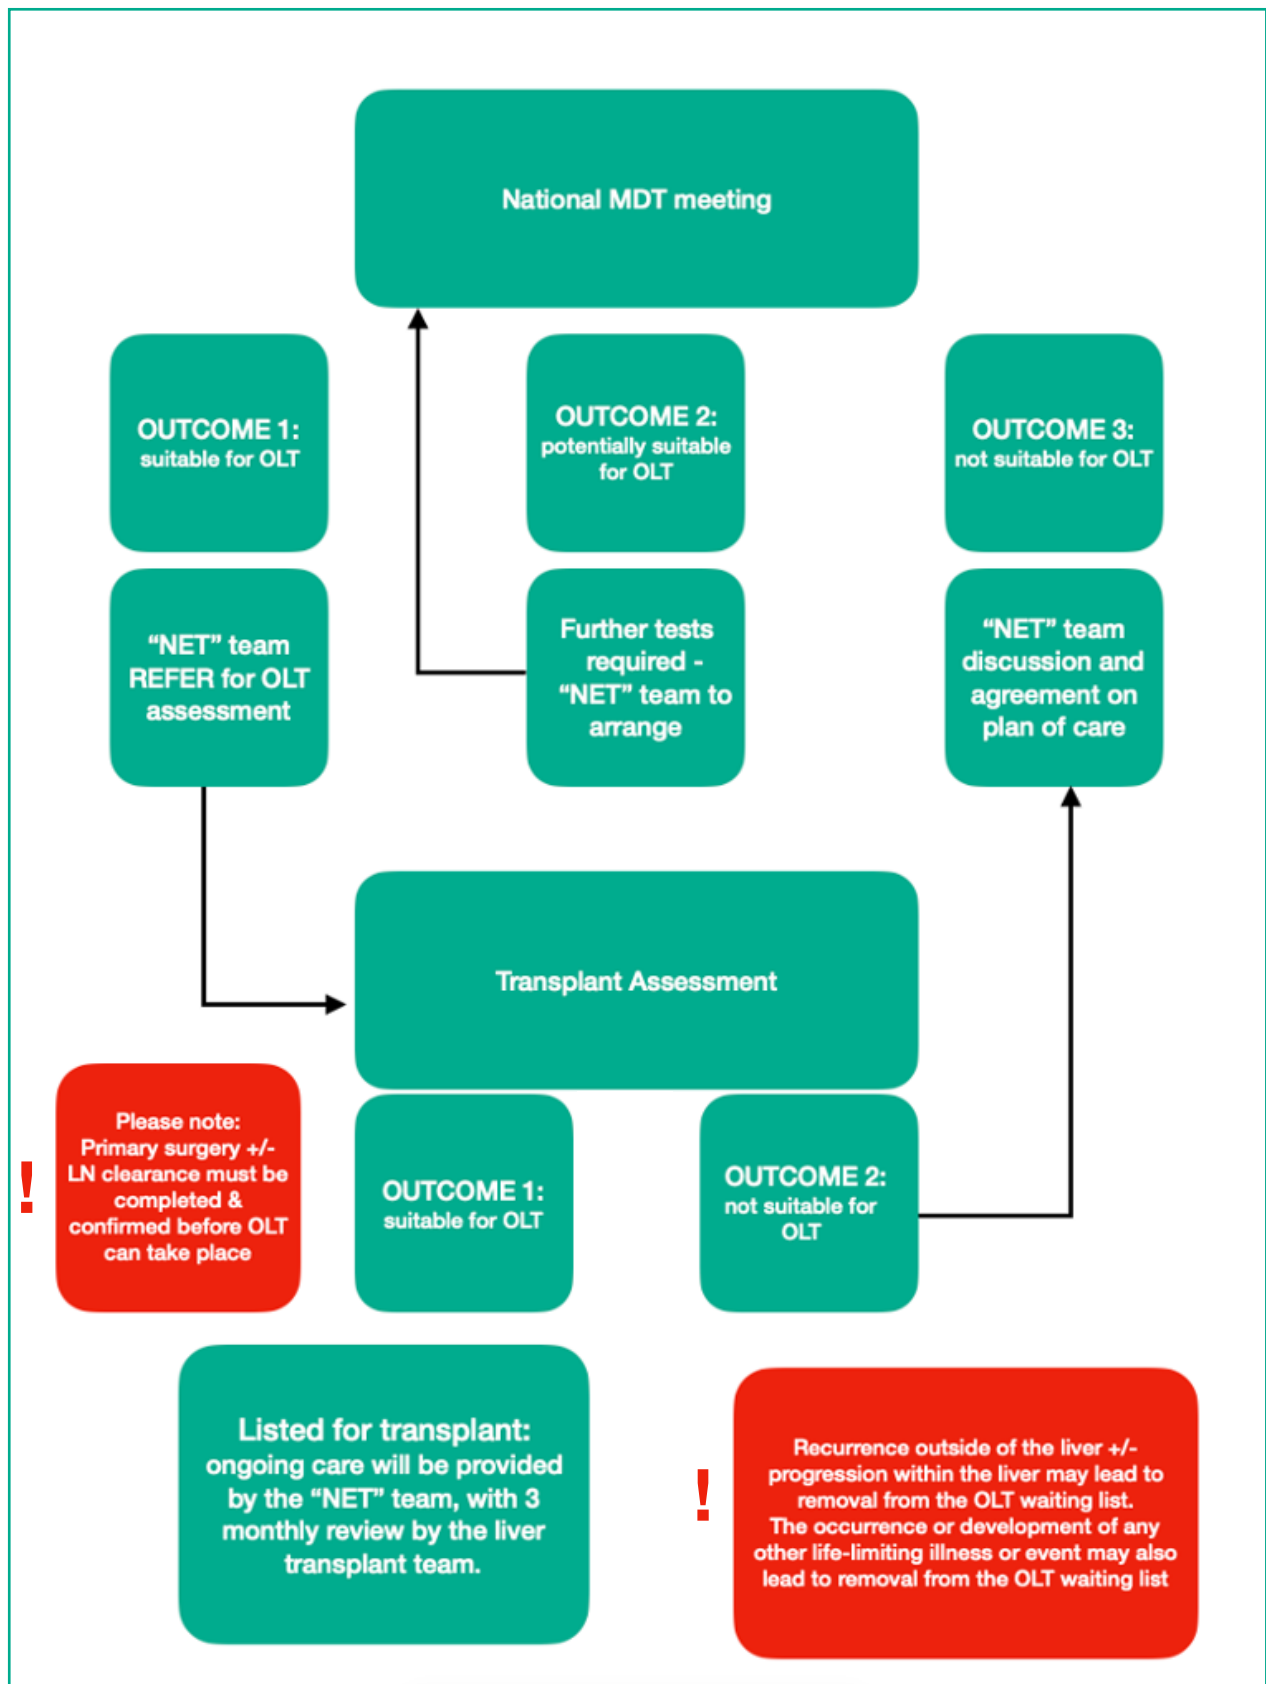 National MDT meeting
OUTCOME 1:
suitable for OLT
OUTCOME 2:
potentially suitable
for OLT
OUTCOME 3:
not suitable for OLT
“NET” team
REFER for OLT
assessment
Further tests
required -
“NET” team to
arrange
“NET” team
discussion and
agreement on
plan of care
Transplant Assessment
!
Please note:
Primary surgery +/-
LN clearance must be
completed &
confirmed before OLT
can take place
OUTCOME 1:
suitable for OLT
OUTCOME 2:
not suitable for
OLT
Listed for transplant:
ongoing care will be provided
by the “NET” team, with 3
monthly review by the liver
transplant team.
!
Recurrence outside of the liver +/-
progression within the liver may lead to
removal from the OLT waiting list.
The occurrence or development of any
other life-limiting illness or event may also
lead to removal from the OLT waiting list